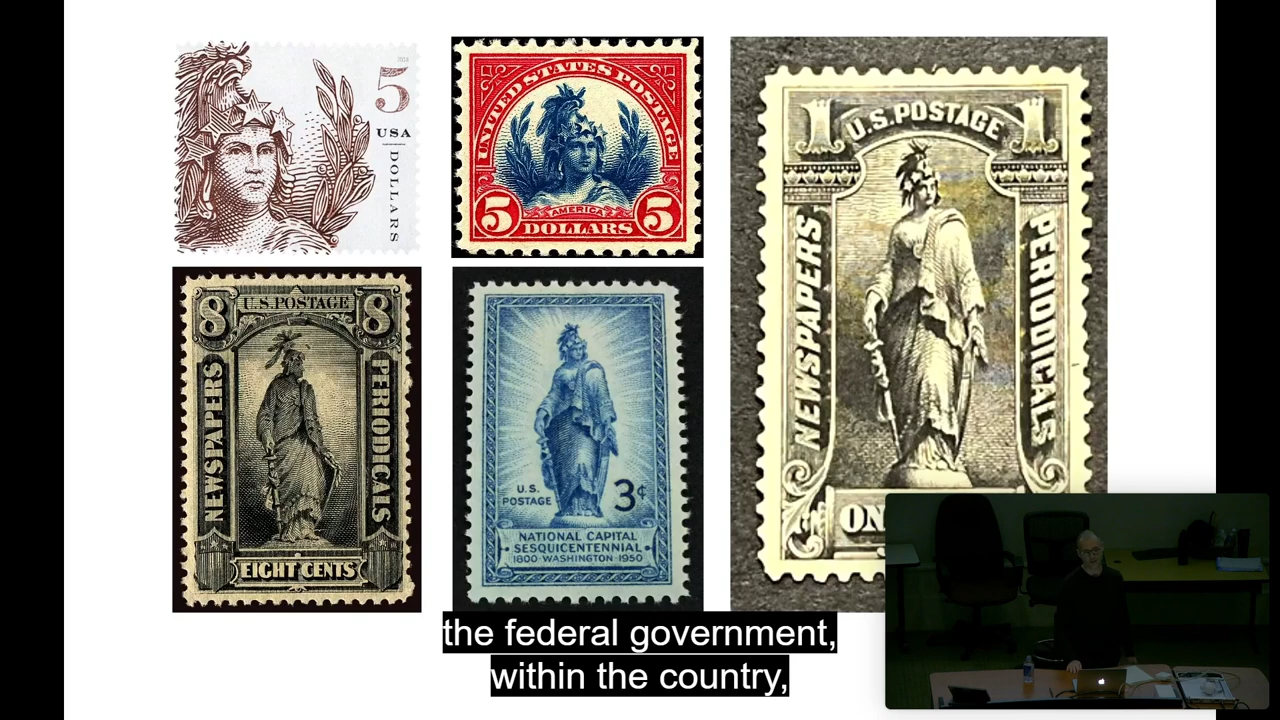 2018
5
USA
DOLLARS
UNITED STATES POSTAGE
AMERICA
5 5
DOLLARS
U.S. POSTAGE
1 1
NEWSPAPERS
PERIODICALS
ON
8 U.S. POSTAGE 8
NEWSPAPERS
PERIODICALS
EIGHT CENTS
U.S.
POSTAGE 3¢
NATIONAL CAPITAL
SESQUICENTENNIAL
1800·WASHINGTON·1950
the federal government,
within the country,